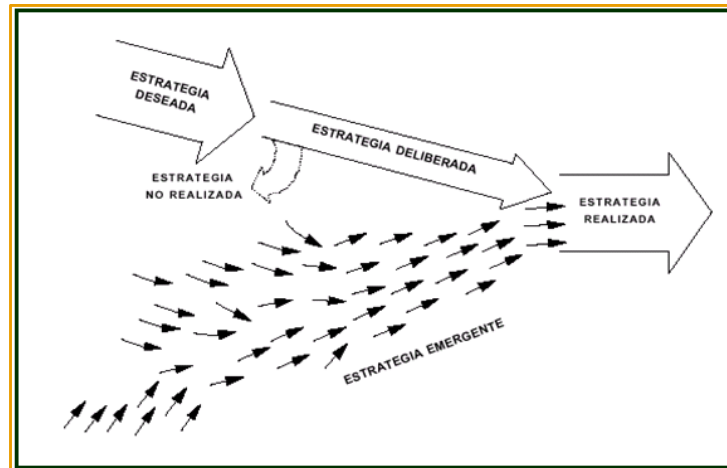 ESTRATEGIA
DESEADA
ESTRATEGIA DELIBERADA
ESTRATEGIA
NO REALIZADA
ESTRATEGIA
REALIZADA
ESTRATEGIA EMERGENTE